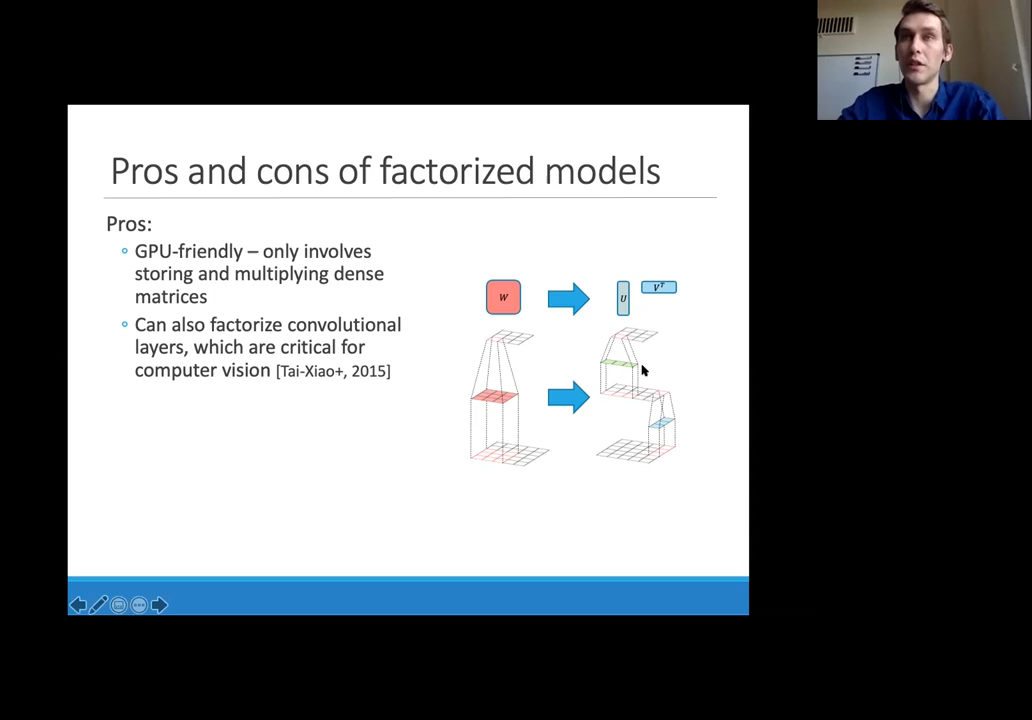 Pros and cons of factorized models
Pros:
GPU-friendly – only involves
storing and multiplying dense
matrices
Can also factorize convolutional
layers, which are critical for
computer vision [Tai-Xiao+, 2015]
W
U
Vᵀ